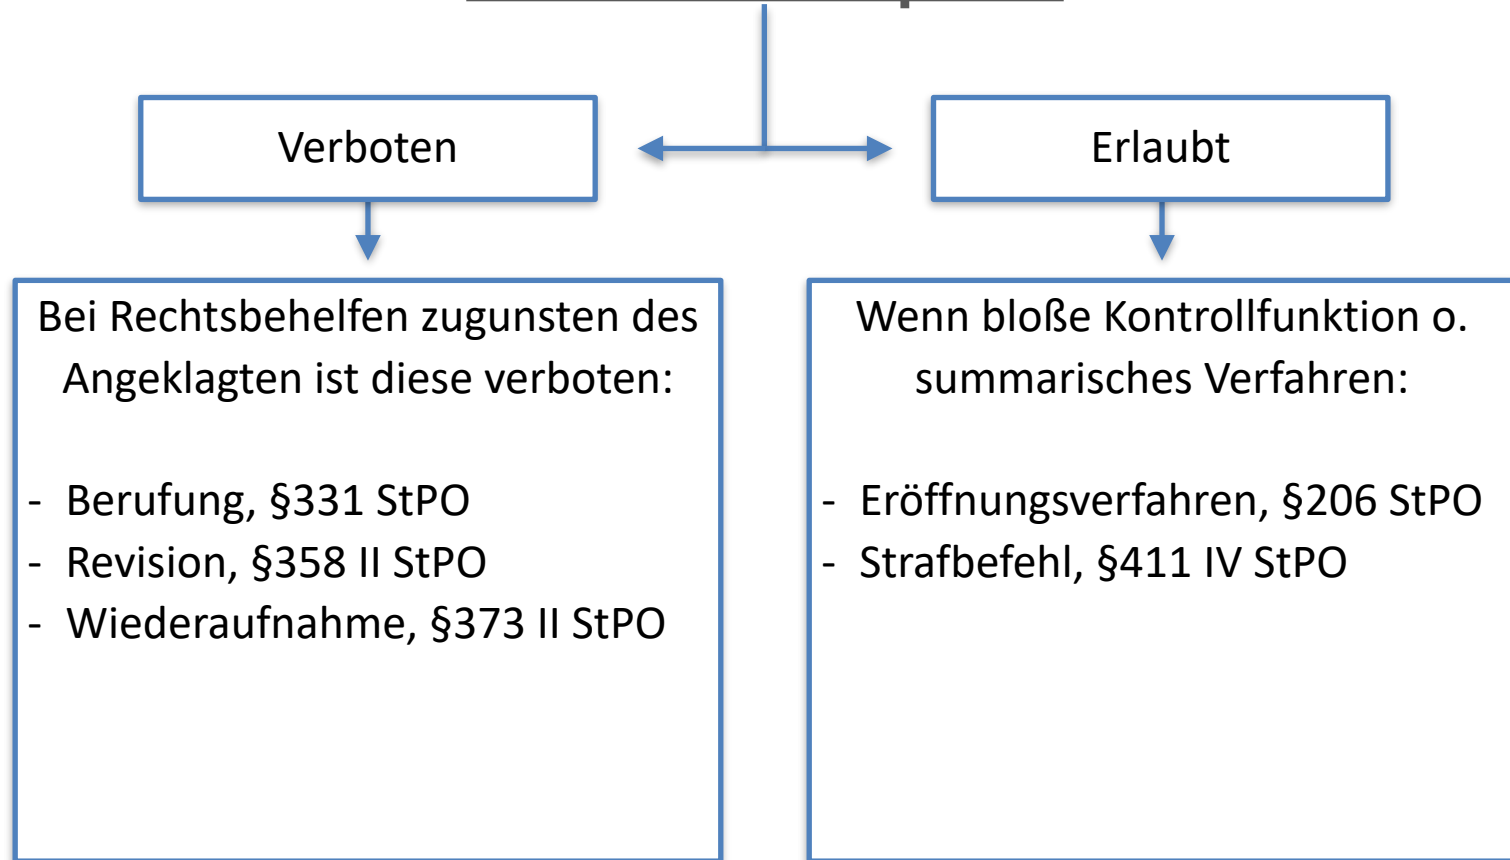 Verboten
Erlaubt
Bei Rechtsbehelfen zugunsten des
Angeklagten ist diese verboten:
- Berufung, §331 StPO
- Revision, §358 II StPO
- Wiederaufnahme, §373 II StPO
Wenn bloße Kontrollfunktion o.
summarisches Verfahren:
- Eröffnungsverfahren, §206 StPO
- Strafbefehl, §411 IV StPO